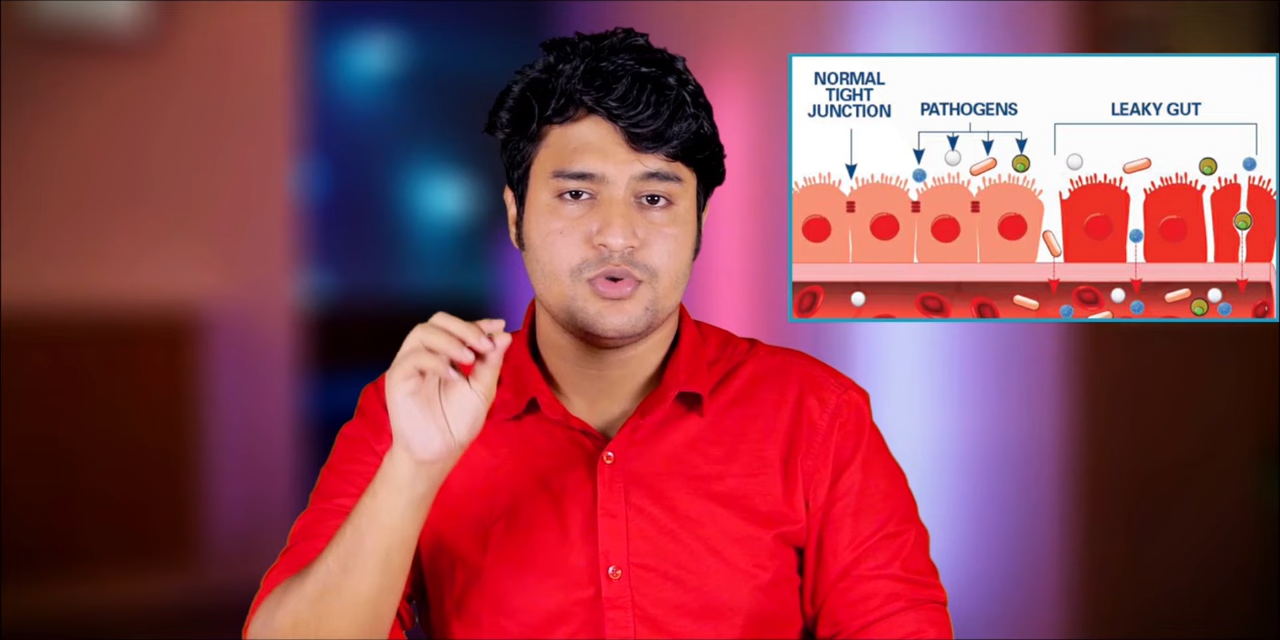 NORMAL
TIGHT
JUNCTION
PATHOGENS
LEAKY GUT